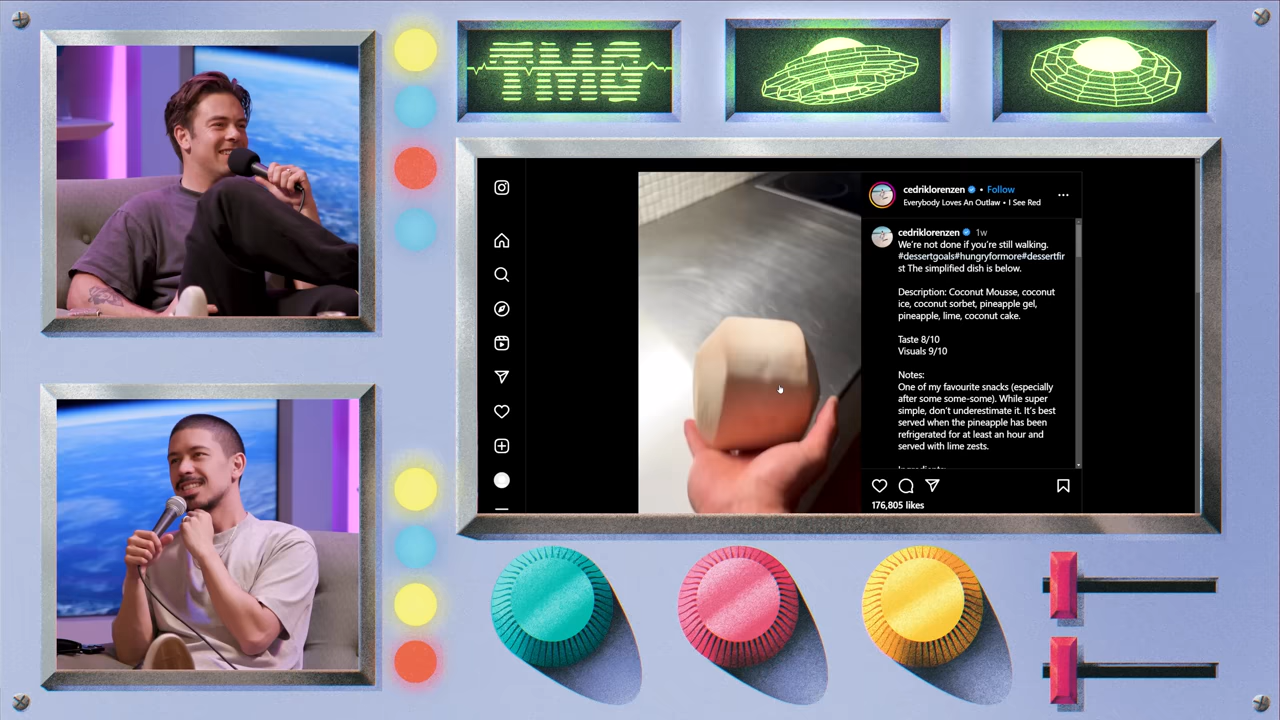 TMG
cedriklorenzen • Follow
Everybody Loves An Outlaw • I See Red
cedriklorenzen 1w
We're not done if you're still walking.
#dessertgoals#hungryformore#dessertfir
st The simplified dish is below.
Description: Coconut Mousse, coconut
ice, coconut sorbet, pineapple gel,
pineapple, lime, coconut cake.
Taste 8/10
Visuals 9/10
Notes:
One of my favourite snacks (especially
after some some-some). While super
simple, don't underestimate it. It's best
served when the pineapple has been
refrigerated for at least an hour and
served with lime zests.
176,805 likes